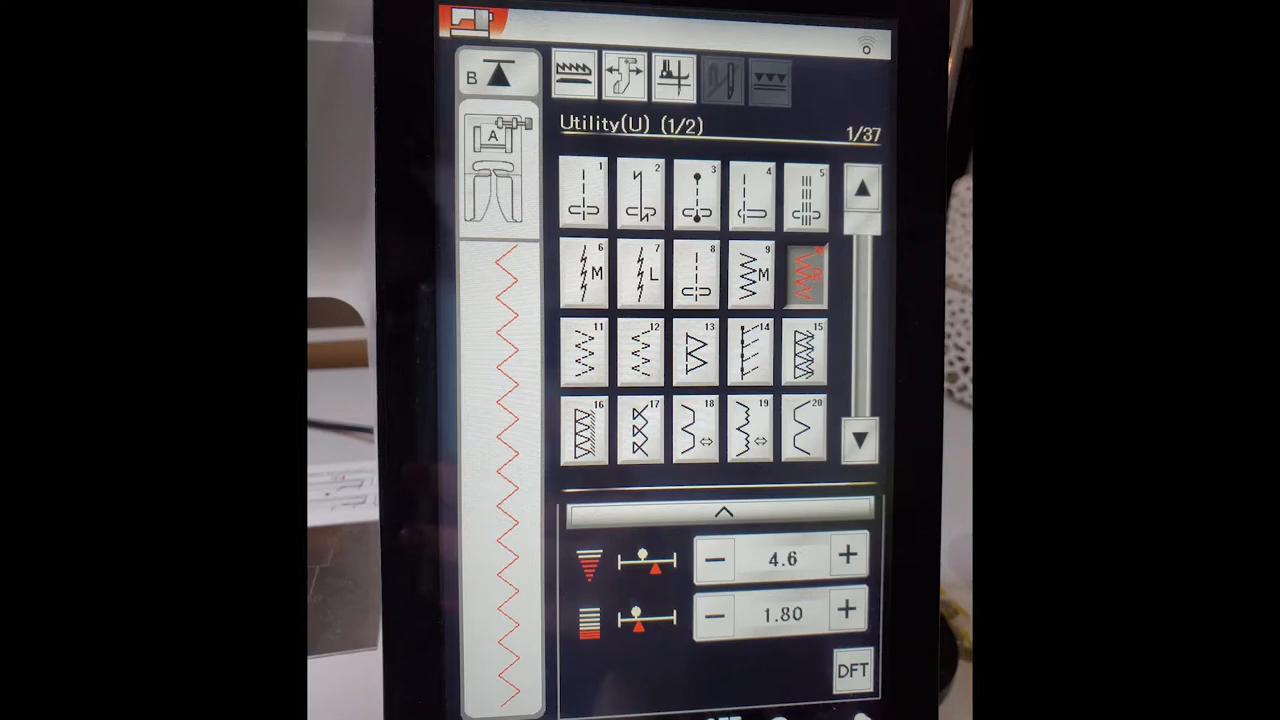 B
A
Utility(U) (1/2)
1/37
1 2 3 4 5
6 M 7 L 8 9 M
11 12 13 14 15
16 17 18 19 20
− 4.6 +
− 1.80 +
DFT